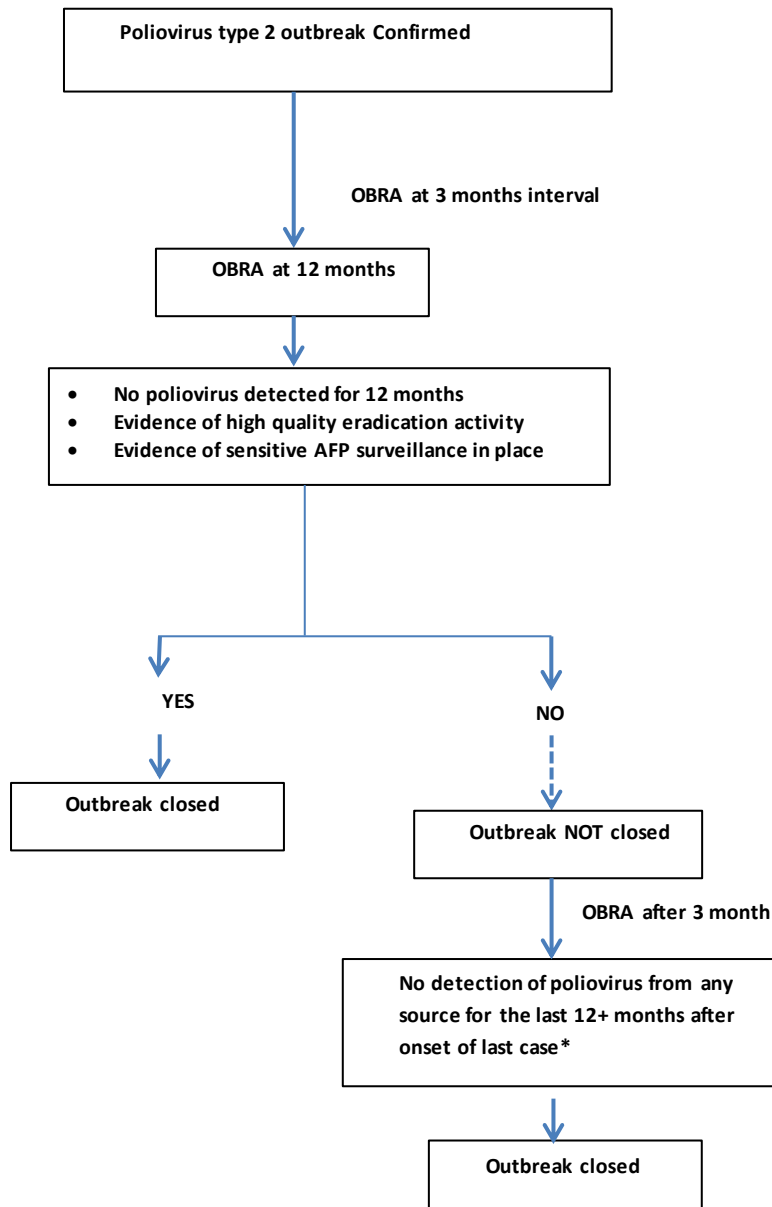 Poliovirus type 2 outbreak Confirmed
OBRA at 3 months interval
OBRA at 12 months
• No poliovirus detected for 12 months
• Evidence of high quality eradication activity
• Evidence of sensitive AFP surveillance in place
YES
NO
Outbreak closed
Outbreak NOT closed
OBRA after 3 month
No detection of poliovirus from any
source for the last 12+ months after
onset of last case*
Outbreak closed